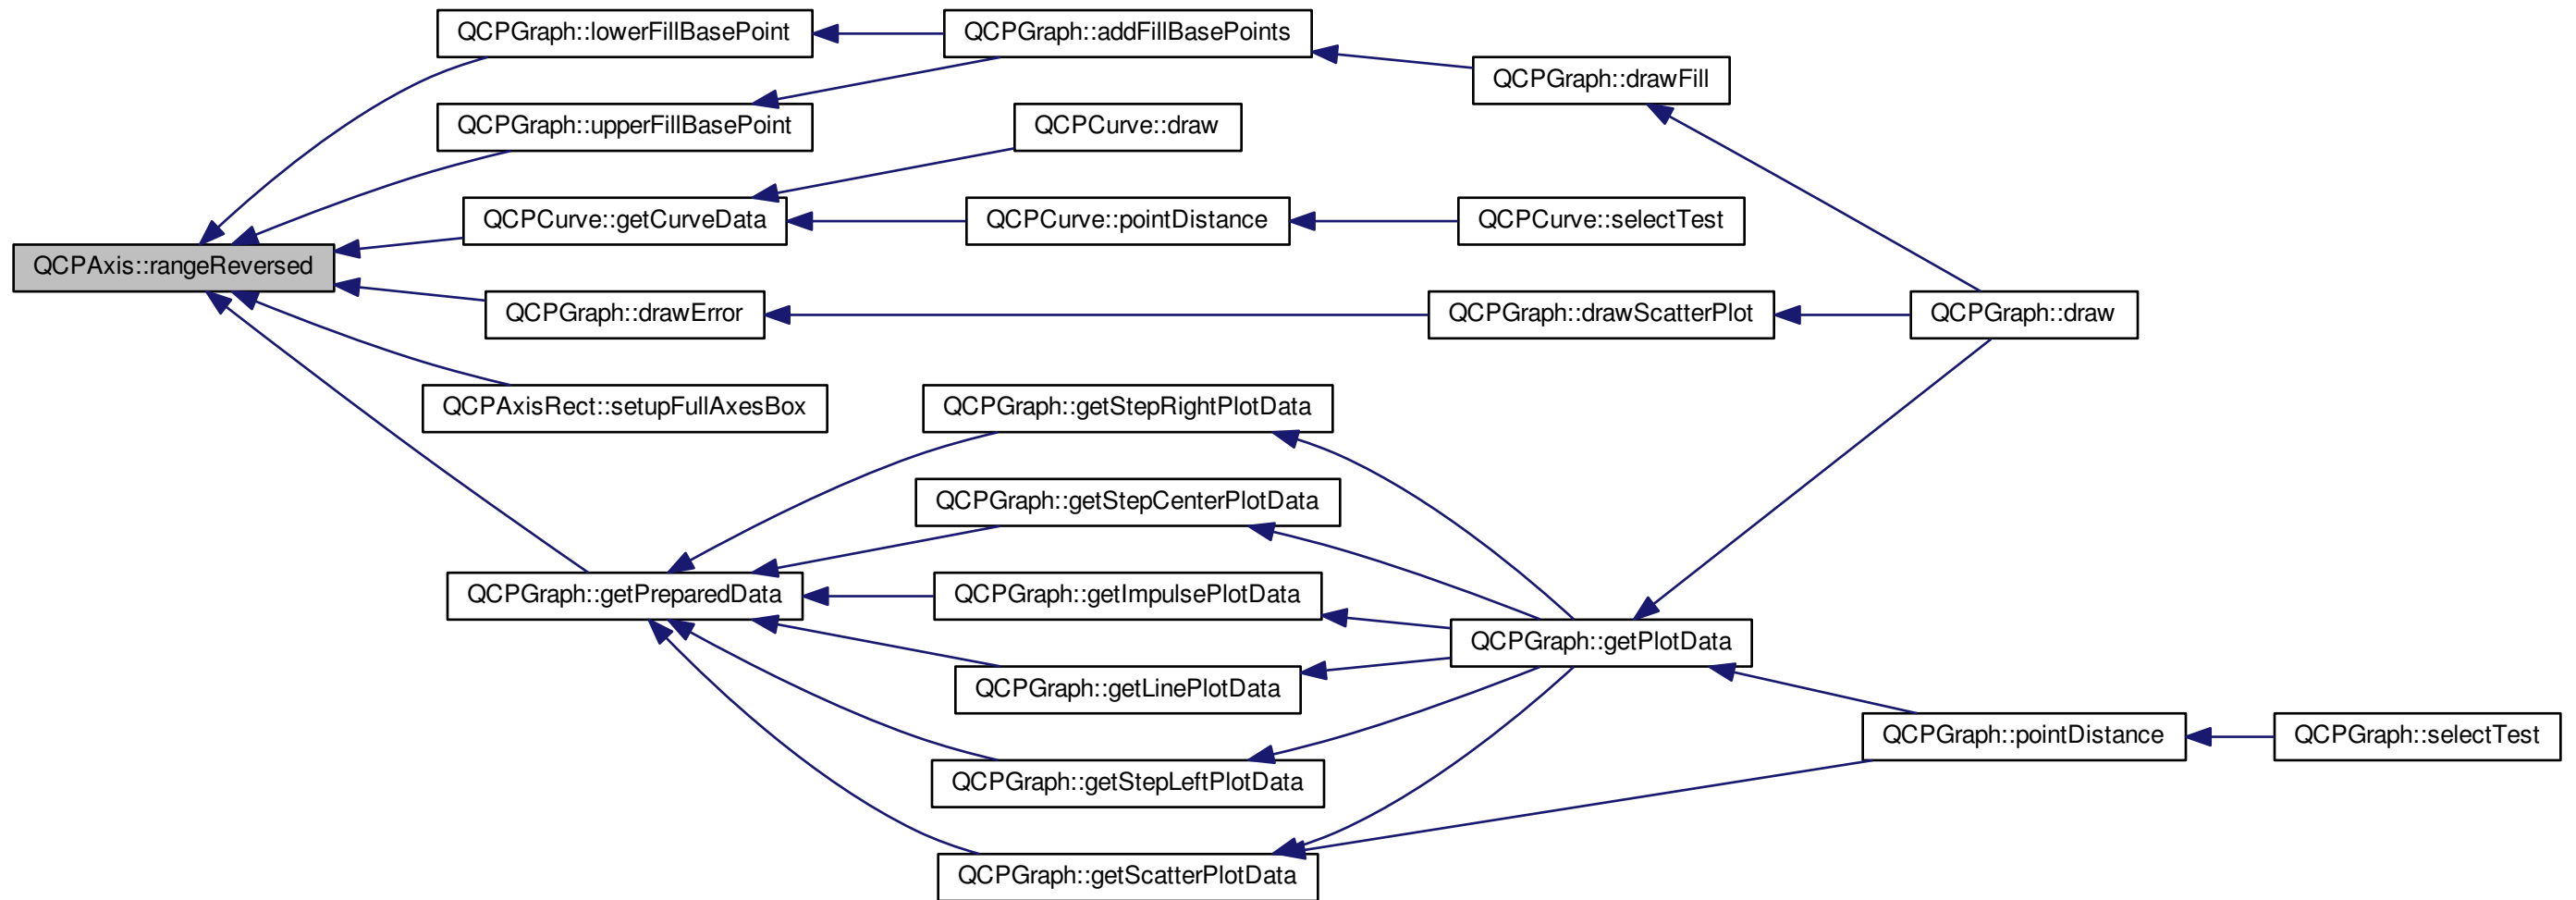 QCPGraph::lowerFillBasePoint
QCPGraph::addFillBasePoints
QCPGraph::drawFill
QCPGraph::upperFillBasePoint
QCPCurve::draw
QCPCurve::getCurveData
QCPCurve::pointDistance
QCPCurve::selectTest
QCPAxis::rangeReversed
QCPGraph::drawError
QCPGraph::drawScatterPlot
QCPGraph::draw
QCPAxisRect::setupFullAxesBox
QCPGraph::getStepRightPlotData
QCPGraph::getStepCenterPlotData
QCPGraph::getPreparedData
QCPGraph::getImpulsePlotData
QCPGraph::getPlotData
QCPGraph::getLinePlotData
QCPGraph::pointDistance
QCPGraph::selectTest
QCPGraph::getStepLeftPlotData
QCPGraph::getScatterPlotData